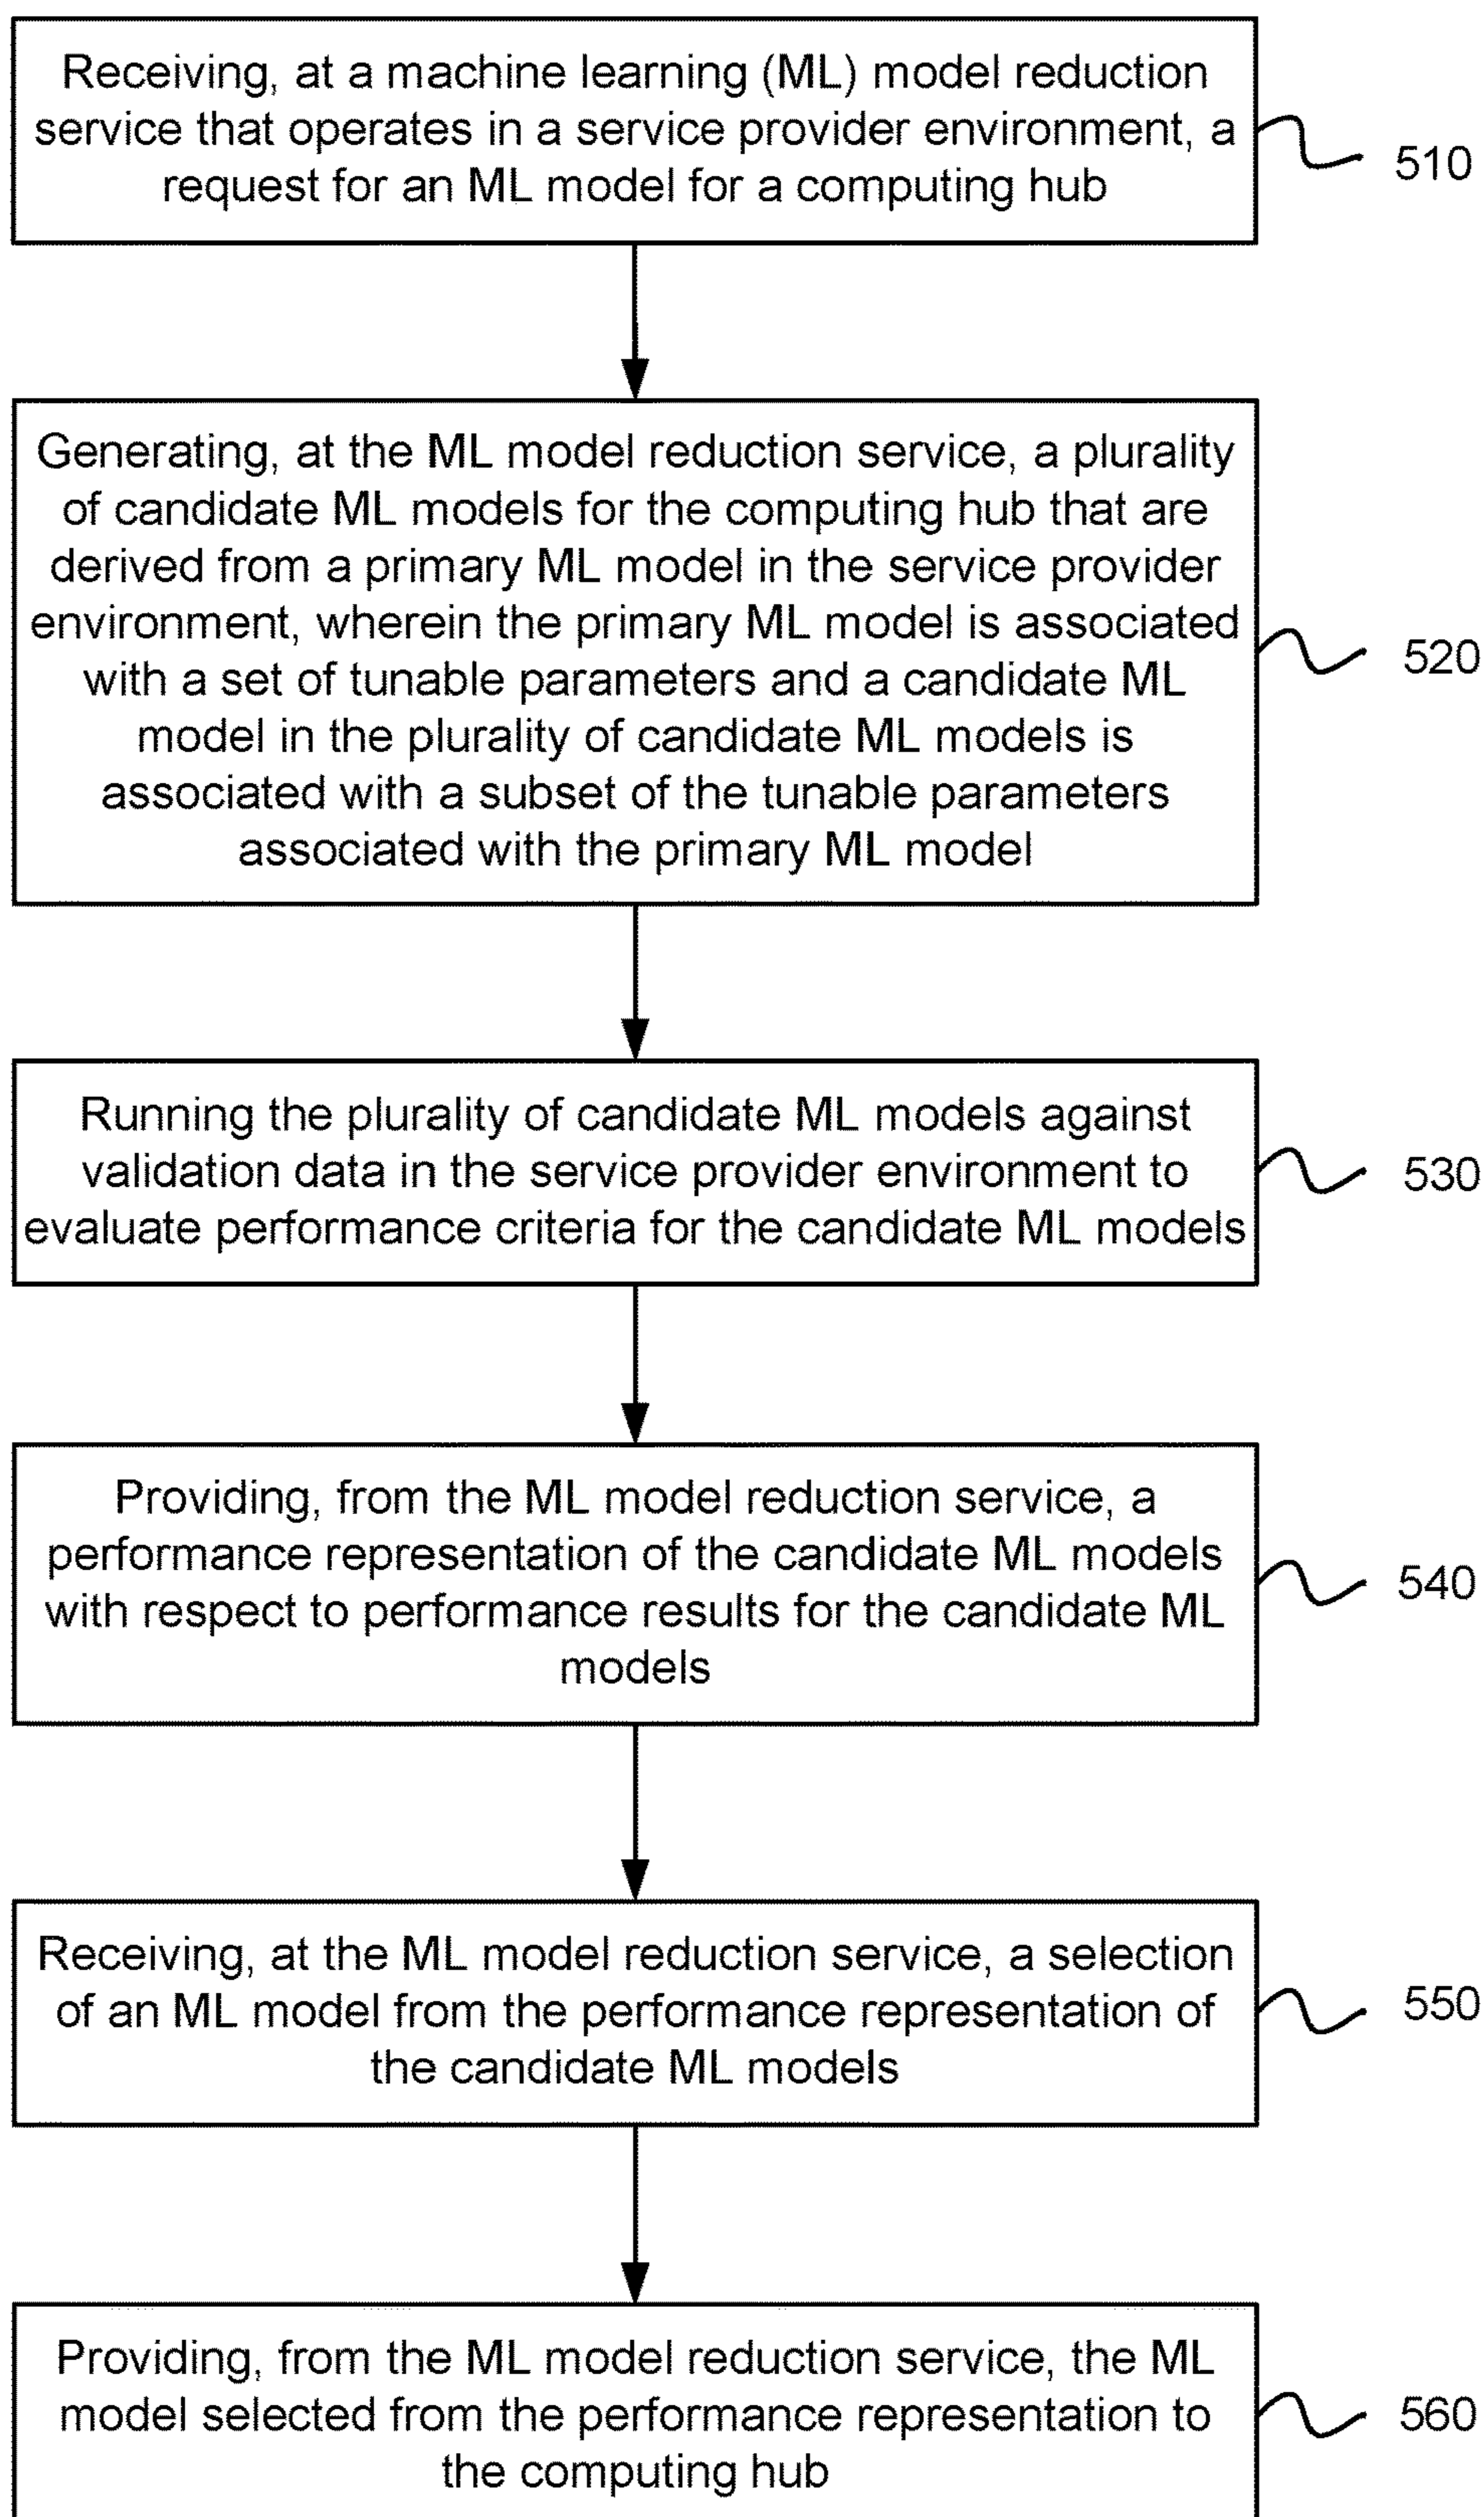 Receiving, at a machine learning (ML) model reduction
service that operates in a service provider environment, a
request for an ML model for a computing hub
510
Generating, at the ML model reduction service, a plurality
of candidate ML models for the computing hub that are
derived from a primary ML model in the service provider
environment, wherein the primary ML model is associated
with a set of tunable parameters and a candidate ML
model in the plurality of candidate ML models is
associated with a subset of the tunable parameters
associated with the primary ML model
520
Running the plurality of candidate ML models against
validation data in the service provider environment to
evaluate performance criteria for the candidate ML models
530
Providing, from the ML model reduction service, a
performance representation of the candidate ML models
with respect to performance results for the candidate ML
models
540
Receiving, at the ML model reduction service, a selection
of an ML model from the performance representation of
the candidate ML models
550
Providing, from the ML model reduction service, the ML
model selected from the performance representation to
the computing hub
560